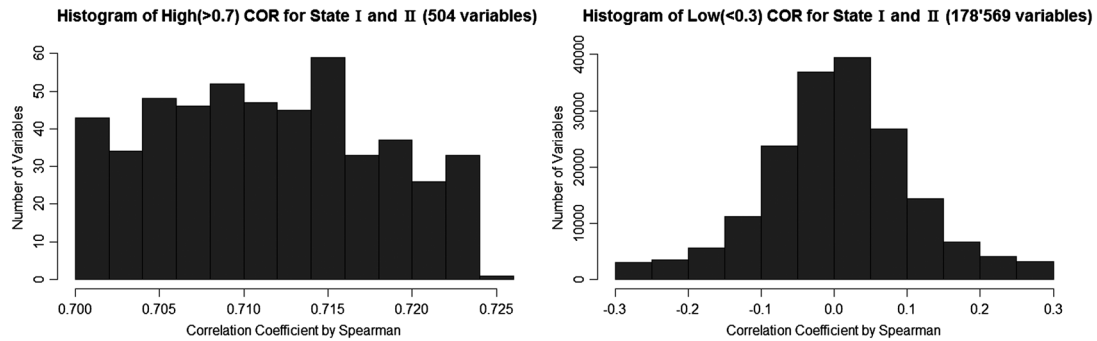 Histogram of High(>0.7) COR for State Ⅰ and Ⅱ (504 variables)
Number of Variables
60
50
40
30
20
10
0
0.700 0.705 0.710 0.715 0.720 0.725
Correlation Coefficient by Spearman
Histogram of Low(<0.3) COR for State Ⅰ and Ⅱ (178'569 variables)
Number of Variables
40000
30000
20000
10000
0
-0.3 -0.2 -0.1 0.0 0.1 0.2 0.3
Correlation Coefficient by Spearman